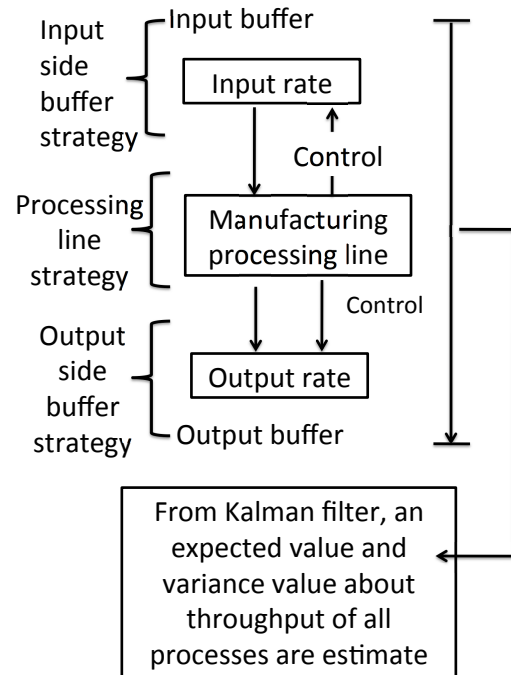 Input
side
buffer
strategy
Input buffer
Input rate
Control
Processing
line
strategy
Manufacturing
processing line
Control
Output
side
buffer
strategy
Output rate
Output buffer
From Kalman filter, an
expected value and
variance value about
throughput of all
processes are estimate